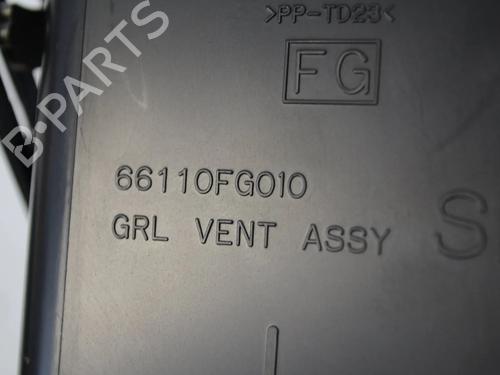 >PP-TD23<
FG
66110FG010
GRL VENT ASSY S
B-PARTS